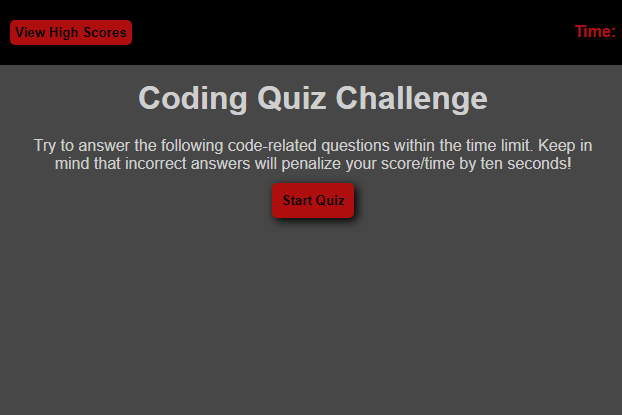 View High Scores
Time:
Coding Quiz Challenge
Try to answer the following code-related questions within the time limit. Keep in
mind that incorrect answers will penalize your score/time by ten seconds!
Start Quiz